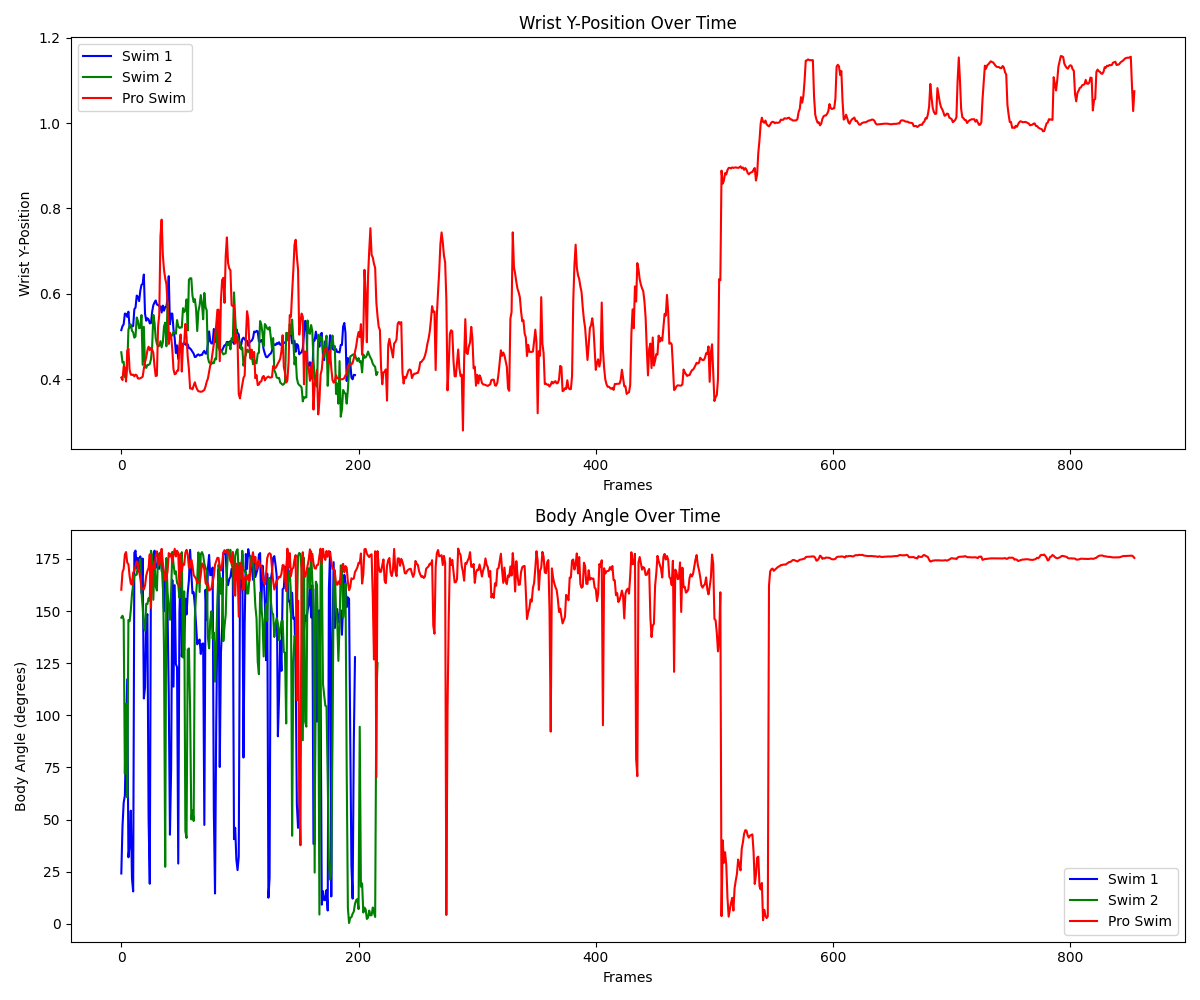 Wrist Y-Position Over Time
1.2
1.0
0.8
0.6
0.4
Wrist Y-Position
Swim 1
Swim 2
Pro Swim
0 200 400 600 800
Frames
Body Angle Over Time
175
150
125
100
75
50
25
0
Body Angle (degrees)
Swim 1
Swim 2
Pro Swim
0 200 400 600 800
Frames